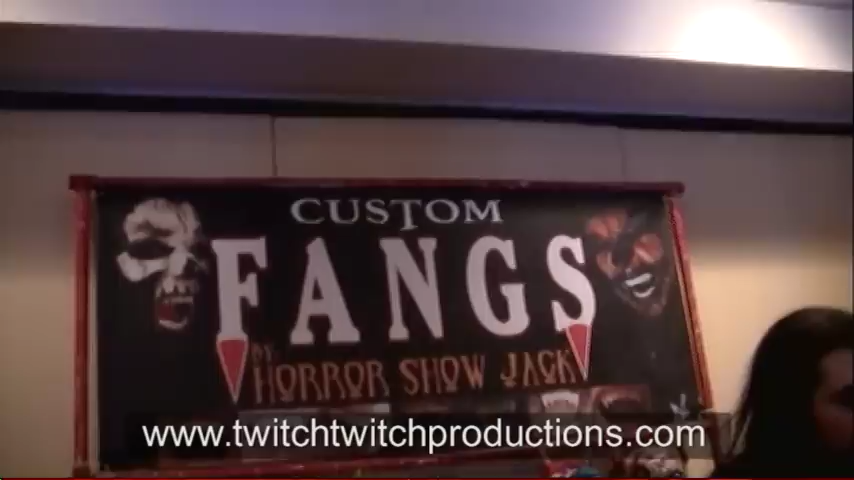 CUSTOM
FANGS
BY
HORROR SHOW JACK
www.twitchtwitchproductions.com